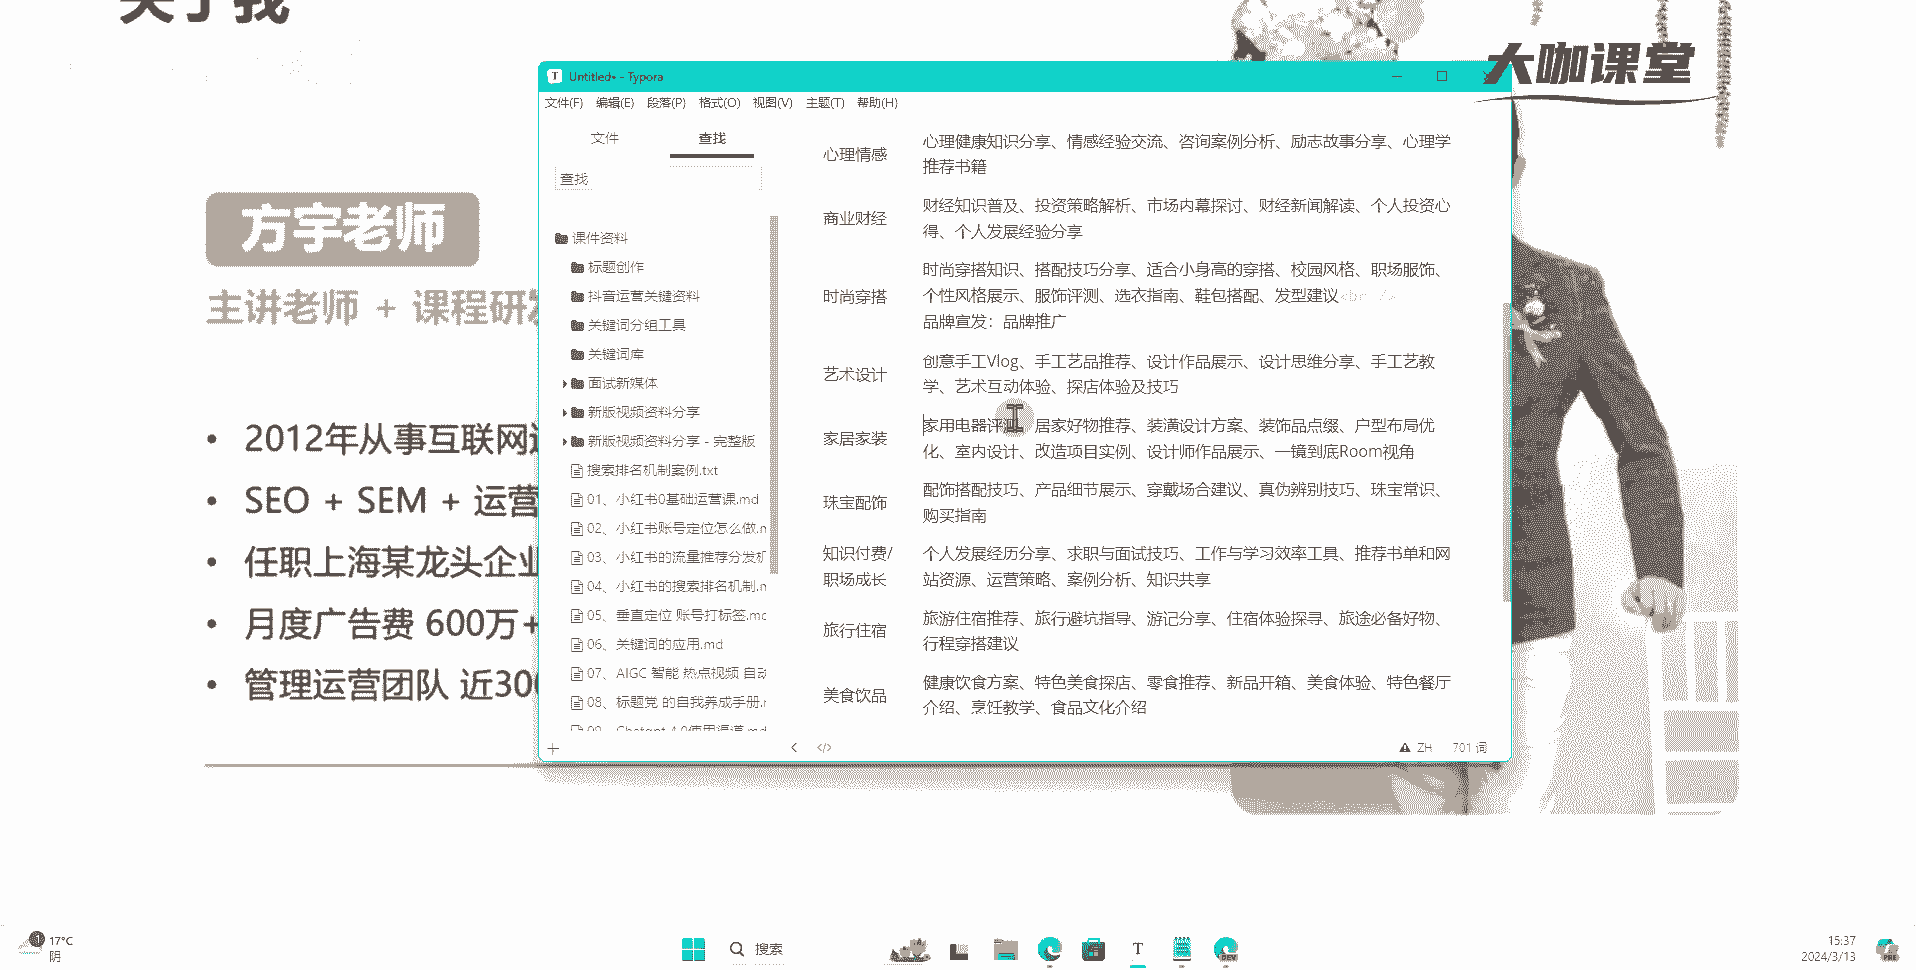 关于我
大咖课堂
方宇老师
主讲老师 + 课程研发
2012年从事互联网
SEO + SEM + 运营
任职上海某龙头企业
月度广告费 600万+
管理运营团队 近300
Untitled• - Typora
文件(F) 编辑(E) 段落(P) 格式(O) 视图(V) 主题(T) 帮助(H)
文件 查找
查找
课件资料
标题创作
抖音运营关键资料
关键词分组工具
关键词库
面试新媒体
新版视频资料分享
新版视频资料分享 - 完整版
搜索排名机制案例.txt
01、小红书0基础运营课.md
02、小红书账号定位怎么做.m
03、小红书的流量推荐分发机
04、小红书的搜索排名机制.m
05、垂直定位 账号打标签.md
06、关键词的应用.md
07、AIGC 智能 热点视频 自动
08、标题党 的自我养成手册.m
09、Chatgpt 4.0使用渠道.md
心理情感
心理健康知识分享、情感经验交流、咨询案例分析、励志故事分享、心理学
推荐书籍
商业财经
财经知识普及、投资策略解析、市场内幕探讨、财经新闻解读、个人投资心
得、个人发展经验分享
时尚穿搭
时尚穿搭知识、搭配技巧分享、适合小身高的穿搭、校园风格、职场服饰、
个性风格展示、服饰评测、选衣指南、鞋包搭配、发型建议<br />
品牌宣发：品牌推广
艺术设计
创意手工Vlog、手工艺品推荐、设计作品展示、设计思维分享、手工艺教
学、艺术互动体验、探店体验及技巧
家居家装
家用电器评测、居家好物推荐、装潢设计方案、装饰品点缀、户型布局优
化、室内设计、改造项目实例、设计师作品展示、一镜到底Room视角
珠宝配饰
配饰搭配技巧、产品细节展示、穿戴场合建议、真伪辨别技巧、珠宝常识、
购买指南
知识付费/
职场成长
个人发展经历分享、求职与面试技巧、工作与学习效率工具、推荐书单和网
站资源、运营策略、案例分析、知识共享
旅行住宿
旅游住宿推荐、旅行避坑指导、游记分享、住宿体验探寻、旅途必备好物、
行程穿搭建议
美食饮品
健康饮食方案、特色美食探店、零食推荐、新品开箱、美食体验、特色餐厅
介绍、烹饪教学、食品文化介绍
ZH 701 词
1
17°C
阴
搜索
DEV
15:37
2024/3/13
PRE